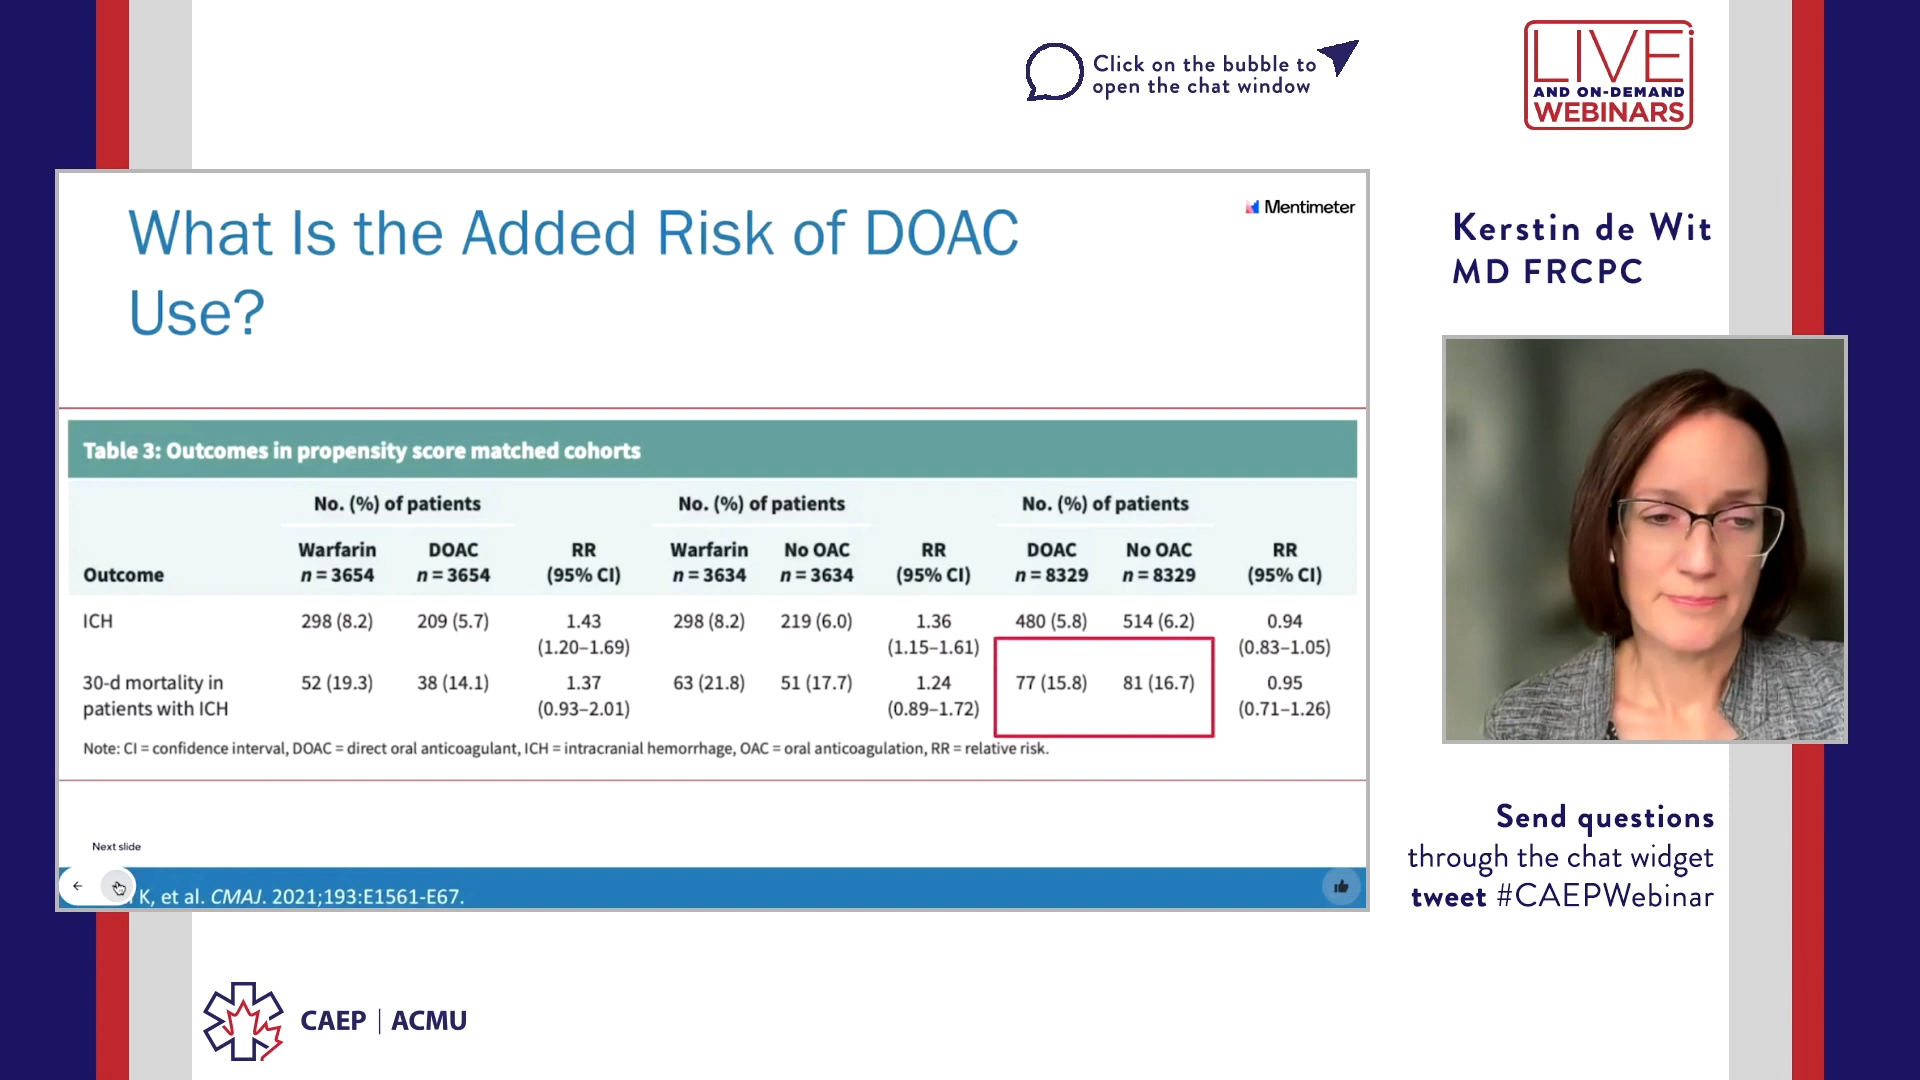 Click on the bubble to
open the chat window
LIVE
AND ON-DEMAND
WEBINARS
What Is the Added Risk of DOAC
Use?
Mentimeter
Kerstin de Wit
MD FRCPC
Table 3: Outcomes in propensity score matched cohorts
No. (%) of patients No. (%) of patients No. (%) of patients
Warfarin DOAC RR Warfarin No OAC RR DOAC No OAC RR
Outcome n = 3654 n = 3654 (95% CI) n = 3634 n = 3634 (95% CI) n = 8329 n = 8329 (95% CI)
ICH 298 (8.2) 209 (5.7) 1.43 298 (8.2) 219 (6.0) 1.36 480 (5.8) 514 (6.2) 0.94
(1.20–1.69) (1.15–1.61) (0.83–1.05)
30-d mortality in 52 (19.3) 38 (14.1) 1.37 63 (21.8) 51 (17.7) 1.24 77 (15.8) 81 (16.7) 0.95
patients with ICH (0.93–2.01) (0.89–1.72) (0.71–1.26)
Note: CI = confidence interval, DOAC = direct oral anticoagulant, ICH = intracranial hemorrhage, OAC = oral anticoagulation, RR = relative risk.
Next slide
K, et al. CMAJ. 2021;193:E1561-E67.
Send questions
through the chat widget
tweet #CAEPWebinar
CAEP | ACMU